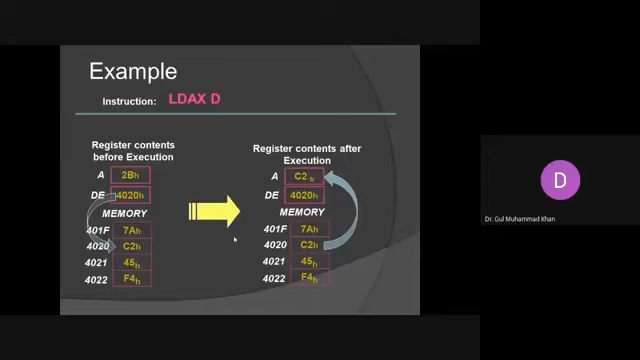 Example
Instruction: LDAX D
Register contents
before Execution
A 2Bh
DE 4020h
MEMORY
401F 7Ah
4020 C2h
4021 45h
4022 F4h
Register contents after
Execution
A C2 h
DE 4020h
MEMORY
401F 7Ah
4020 C2h
4021 45h
4022 F4h
D
Dr. Gul Muhammad Khan